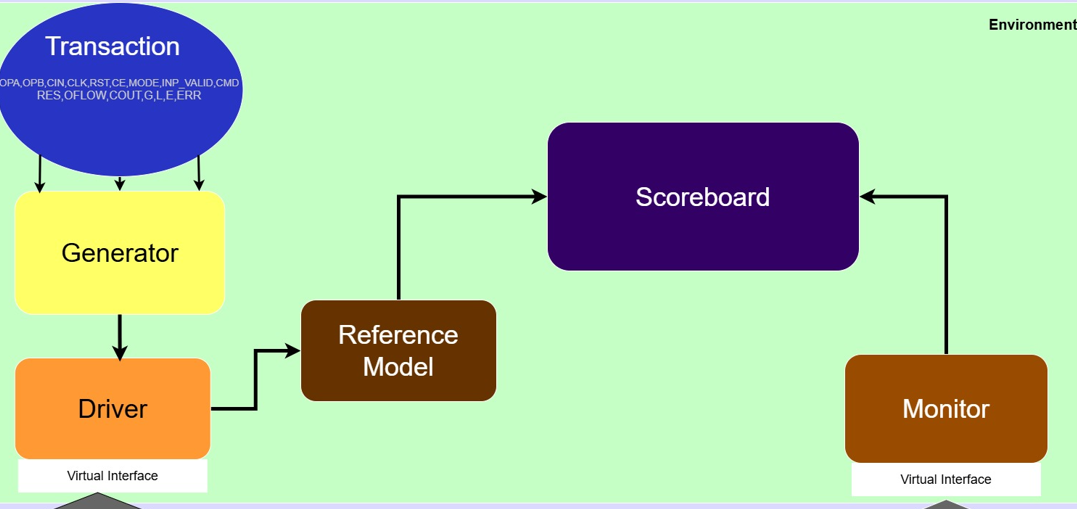 Environment
Transaction
OPA,OPB,CIN,CLK,RST,CE,MODE,INP_VALID,CMD
RES,OFLOW,COUT,G,L,E,ERR
Scoreboard
Generator
Reference
Model
Driver
Monitor
Virtual Interface
Virtual Interface